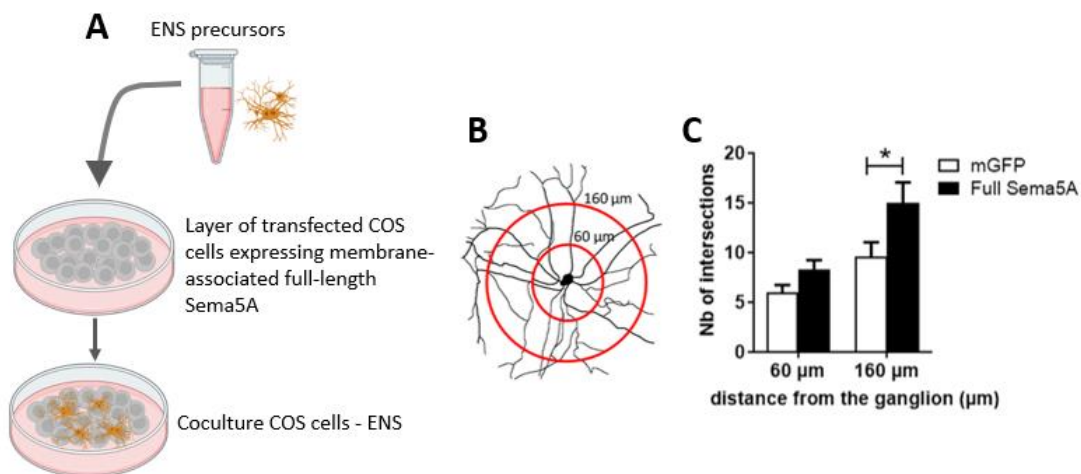 A
ENS precursors
Layer of transfected COS
cells expressing membrane-
associated full-length
Sema5A
Coculture COS cells - ENS
B
160 µm
60 µm
C
Nb of intersections
20
15
10
5
0
*
mGFP
Full Sema5A
60 µm
160 µm
distance from the ganglion (µm)